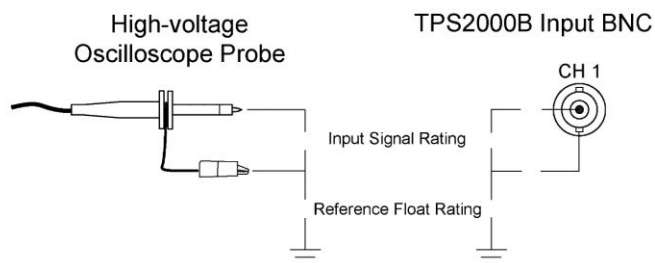 High-voltage
Oscilloscope Probe
TPS2000B Input BNC
CH 1
Input Signal Rating
Reference Float Rating